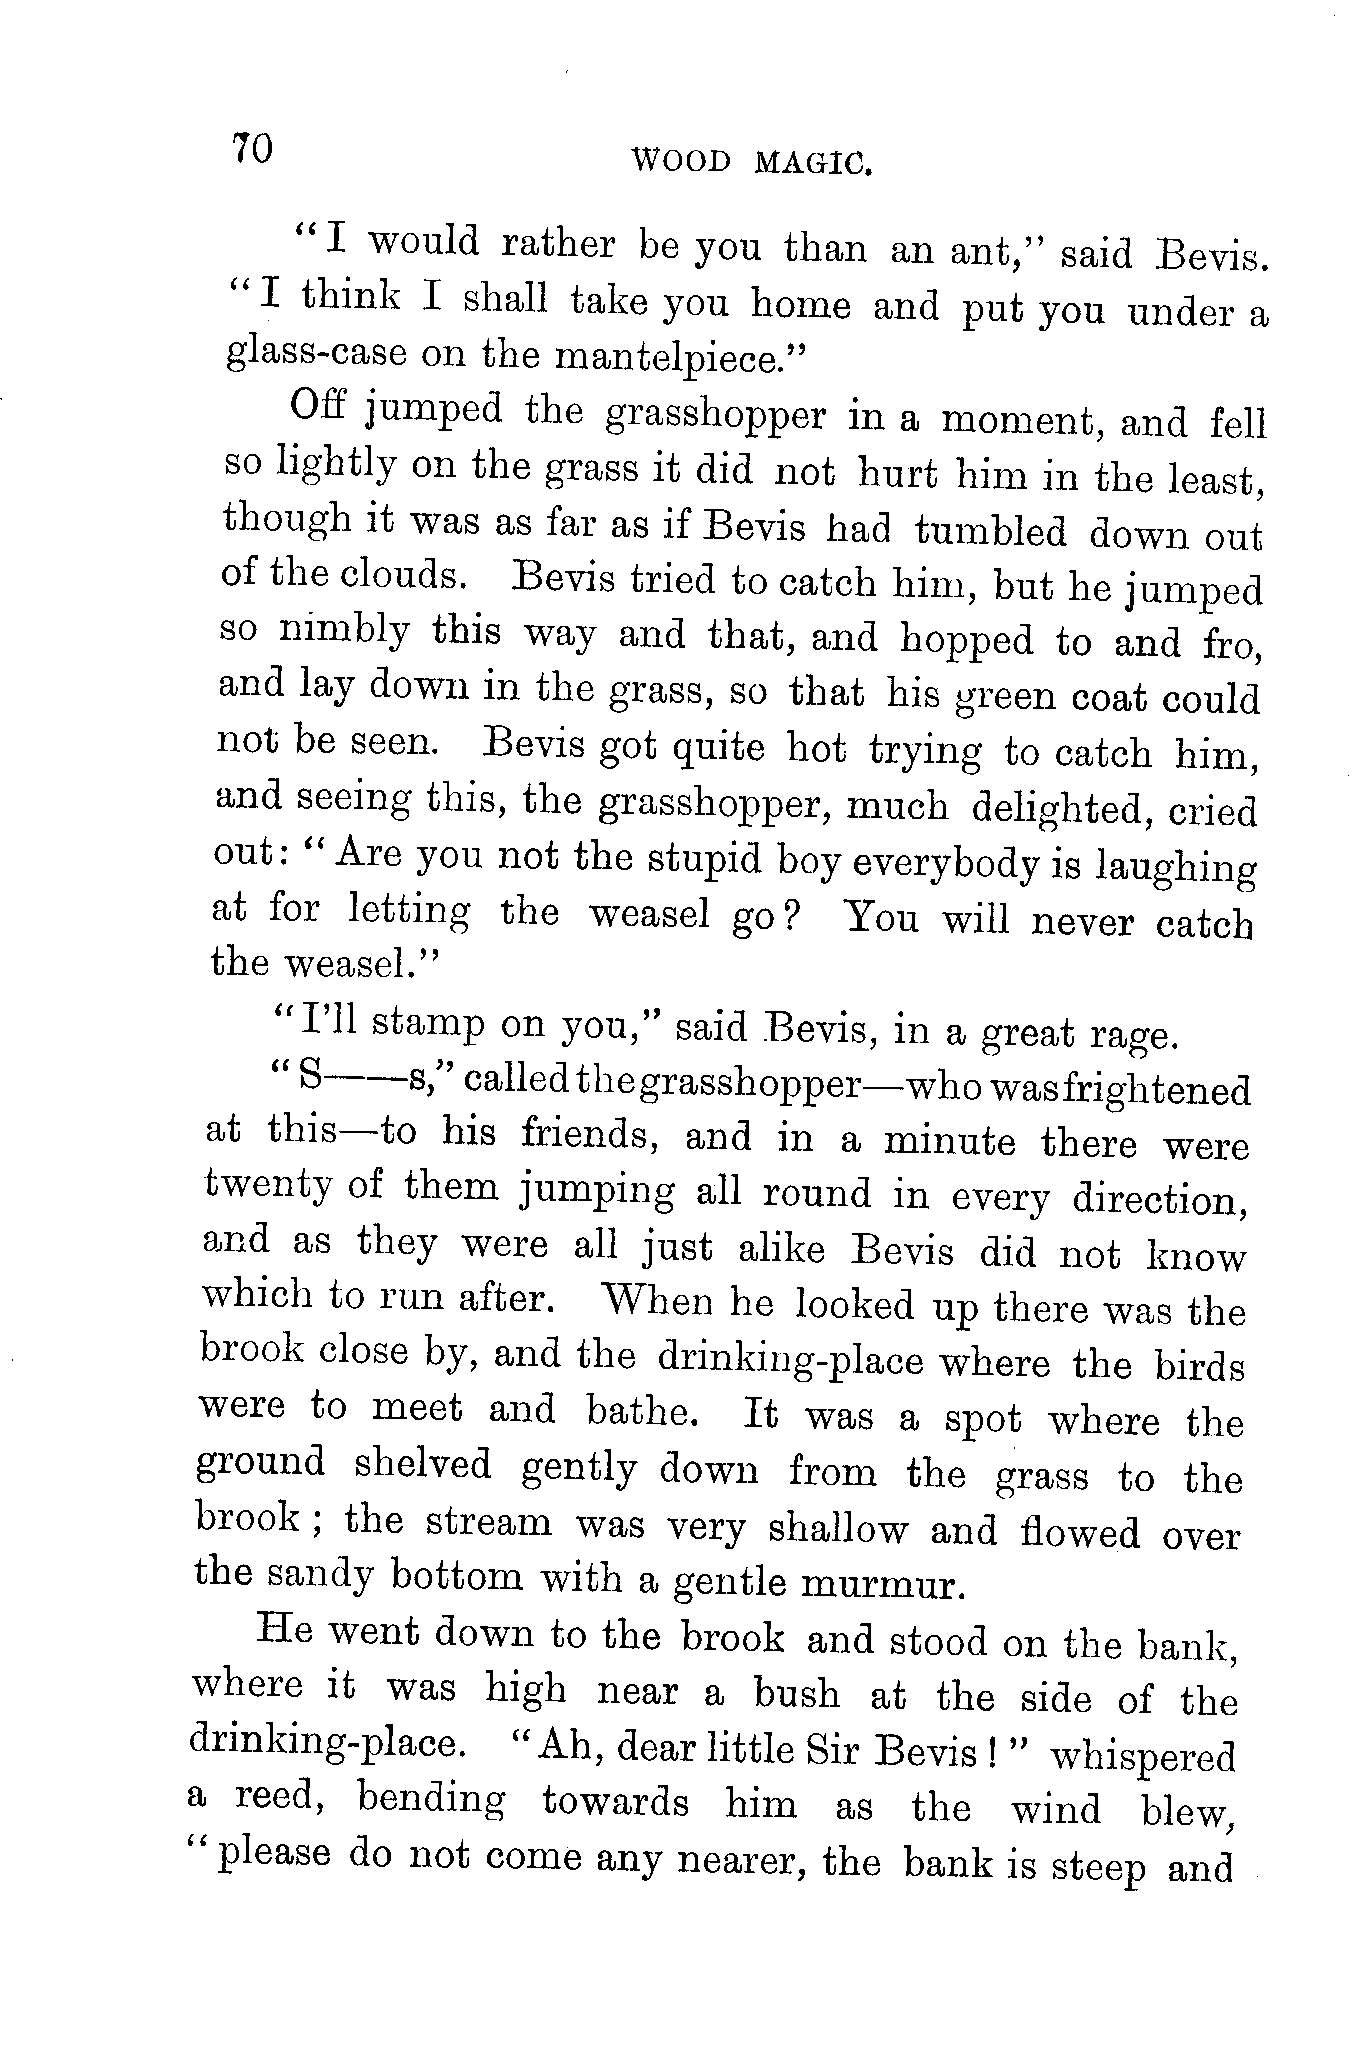 70
WOOD MAGIC.
“I would rather be you than an ant,” said Bevis.
“I think I shall take you home and put you under a
glass-case on the mantelpiece.”
Off jumped the grasshopper in a moment, and fell
so lightly on the grass it did not hurt him in the least,
though it was as far as if Bevis had tumbled down out
of the clouds. Bevis tried to catch him, but he jumped
so nimbly this way and that, and hopped to and fro,
and lay down in the grass, so that his green coat could
not be seen. Bevis got quite hot trying to catch him,
and seeing this, the grasshopper, much delighted, cried
out: “Are you not the stupid boy everybody is laughing
at for letting the weasel go? You will never catch
the weasel.”
“I'll stamp on you,” said Bevis, in a great rage.
“S——s,” called the grasshopper—who was frightened
at this—to his friends, and in a minute there were
twenty of them jumping all round in every direction,
and as they were all just alike Bevis did not know
which to run after. When he looked up there was the
brook close by, and the drinking-place where the birds
were to meet and bathe. It was a spot where the
ground shelved gently down from the grass to the
brook; the stream was very shallow and flowed over
the sandy bottom with a gentle murmur.
He went down to the brook and stood on the bank,
where it was high near a bush at the side of the
drinking-place. “Ah, dear little Sir Bevis!” whispered
a reed, bending towards him as the wind blew,
“please do not come any nearer, the bank is steep and